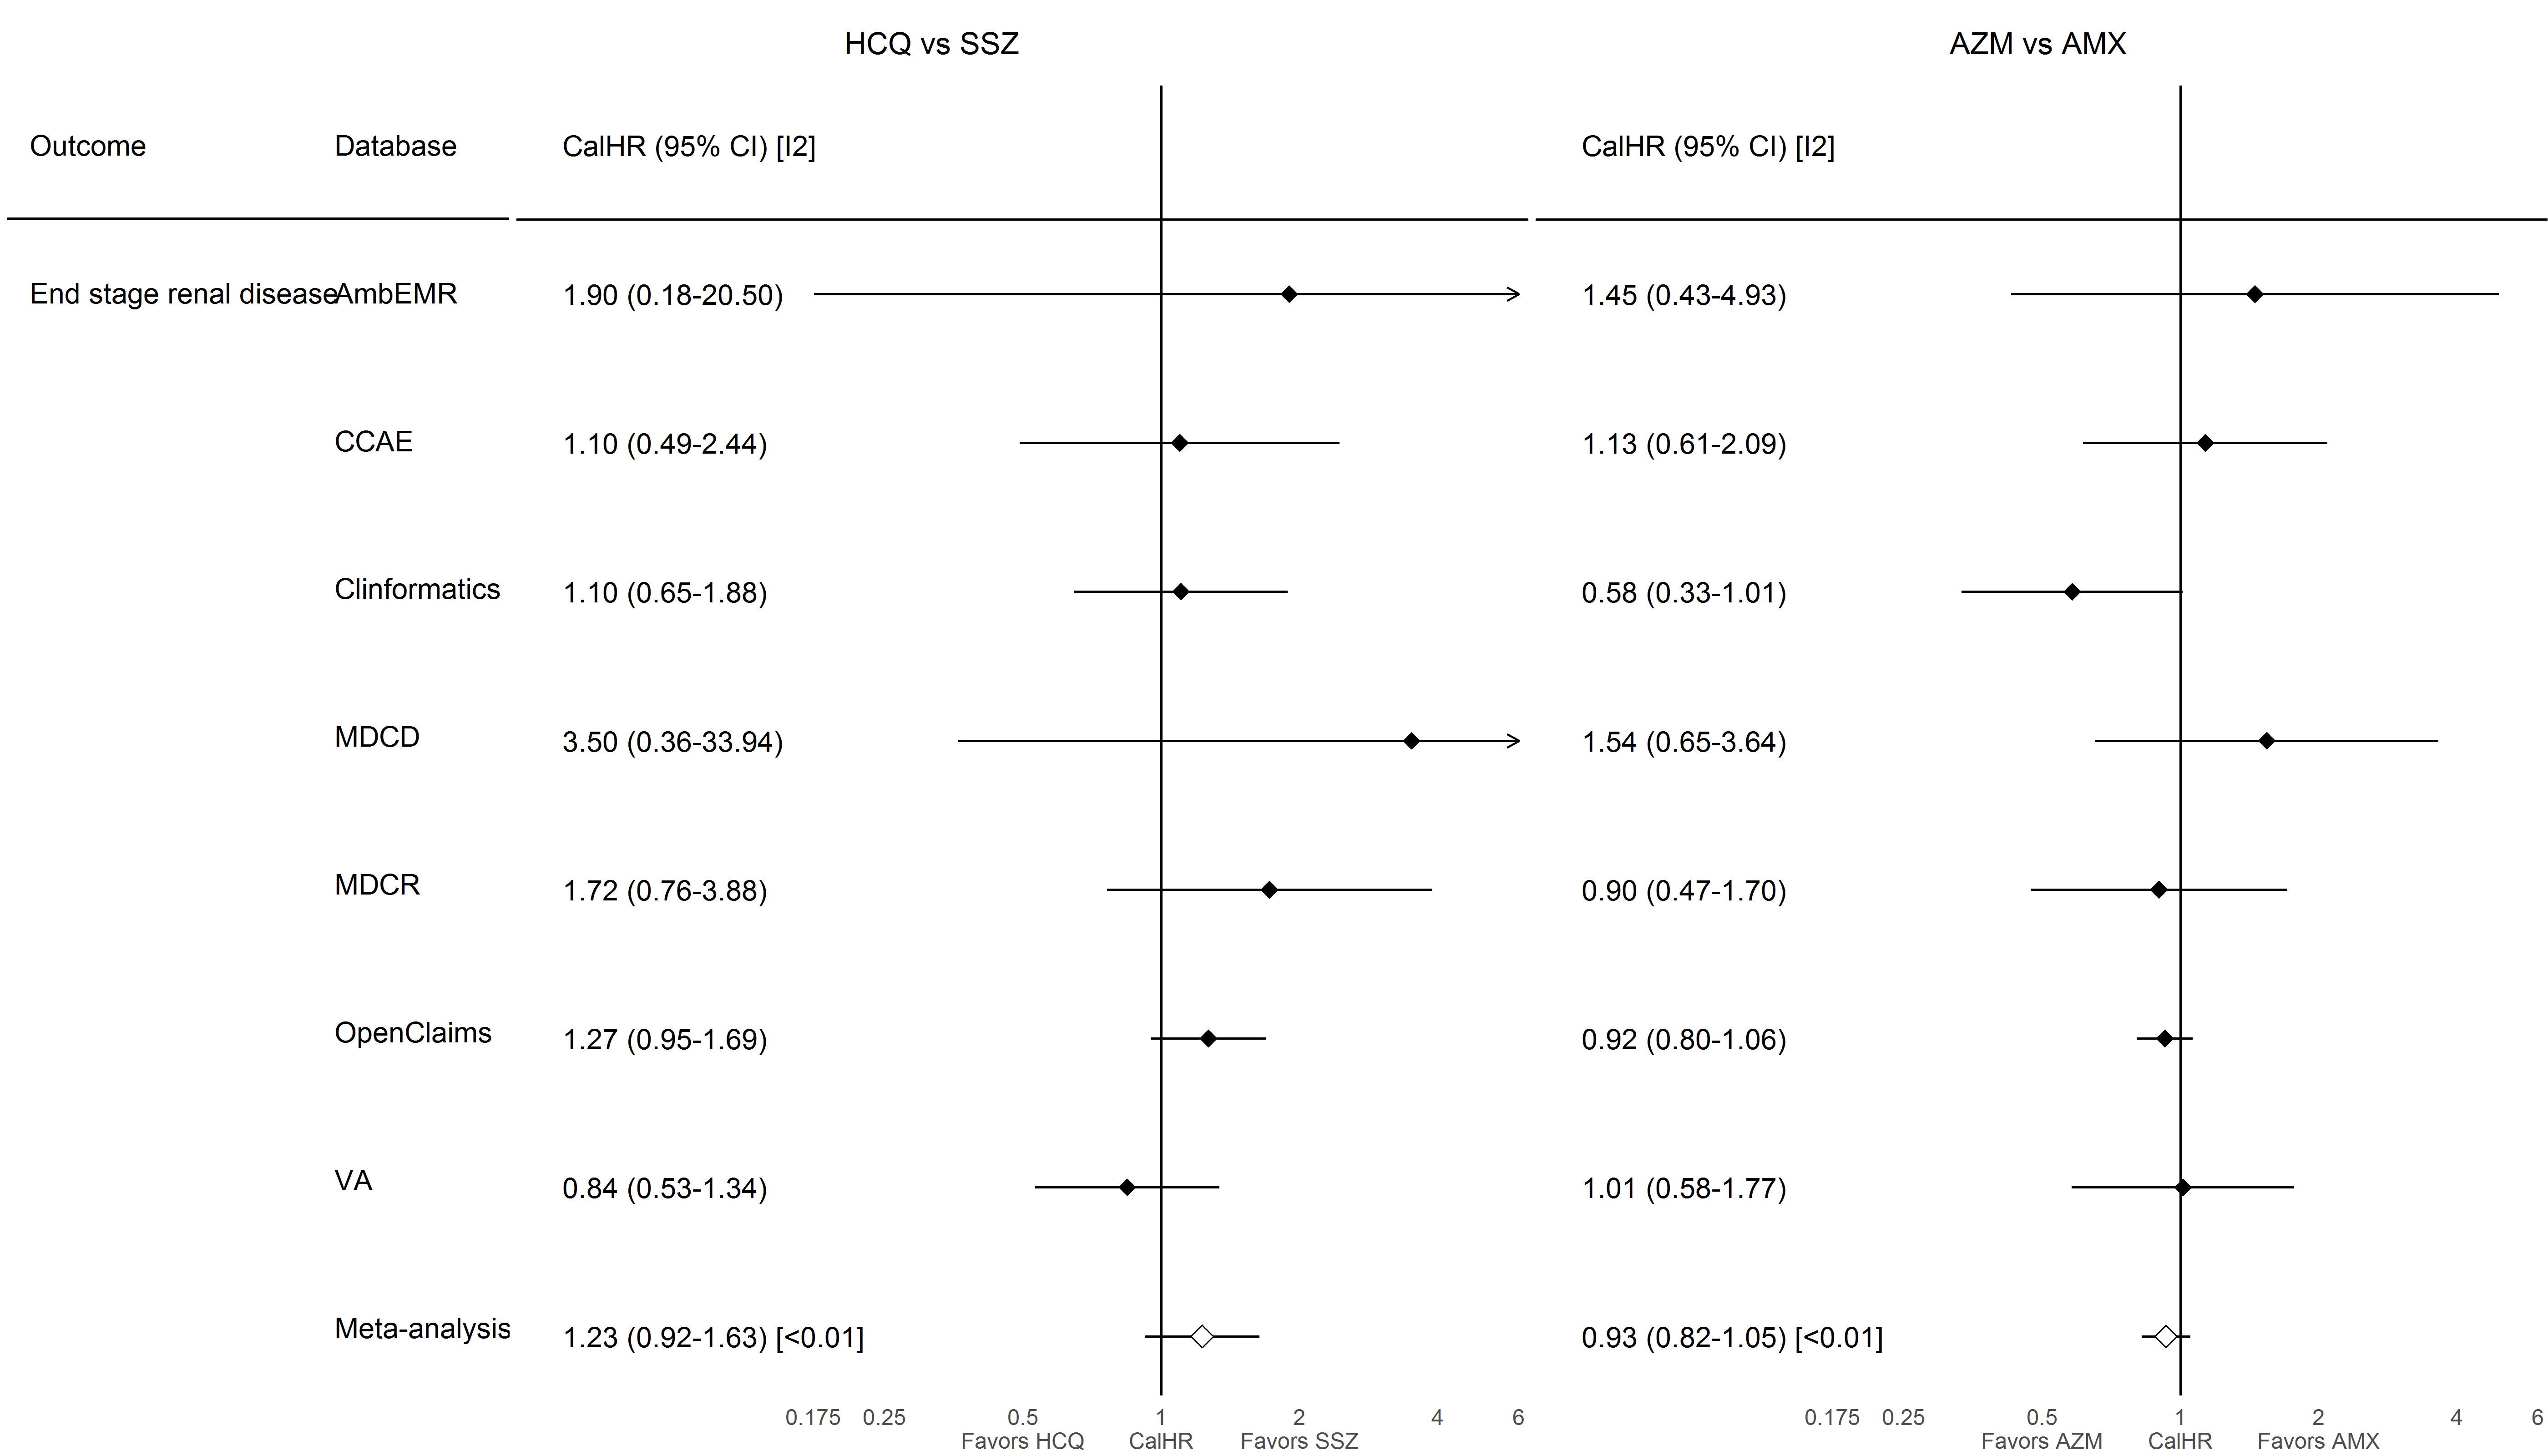 HCQ vs SSZ AZM vs AMX
Outcome Database CalHR (95% CI) [I2] CalHR (95% CI) [I2]
End stage renal disease AmbEMR 1.90 (0.18-20.50) 1.45 (0.43-4.93)
CCAE 1.10 (0.49-2.44) 1.13 (0.61-2.09)
Clinformatics 1.10 (0.65-1.88) 0.58 (0.33-1.01)
MDCD 3.50 (0.36-33.94) 1.54 (0.65-3.64)
MDCR 1.72 (0.76-3.88) 0.90 (0.47-1.70)
OpenClaims 1.27 (0.95-1.69) 0.92 (0.80-1.06)
VA 0.84 (0.53-1.34) 1.01 (0.58-1.77)
Meta-analysis 1.23 (0.92-1.63) [<0.01] 0.93 (0.82-1.05) [<0.01]
0.175 0.25 0.5 1 2 4 6 0.175 0.25 0.5 1 2 4 6
Favors HCQ CalHR Favors SSZ Favors AZM CalHR Favors AMX